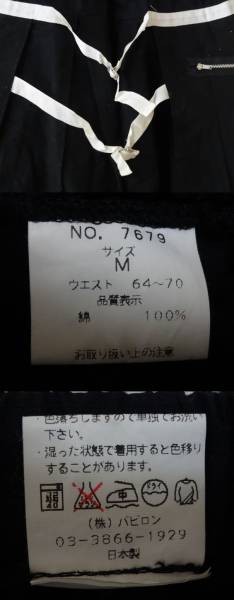 NO. 7679
サイズ
M
ウエスト 64〜70
品質表示
綿 100%
お取り扱い上の注意
・色落ちしますので単独でお洗い
下さい。
・湿った状態で着用すると色移り
することがあります。
40
(株) バビロン
03-3866-1929
日本製